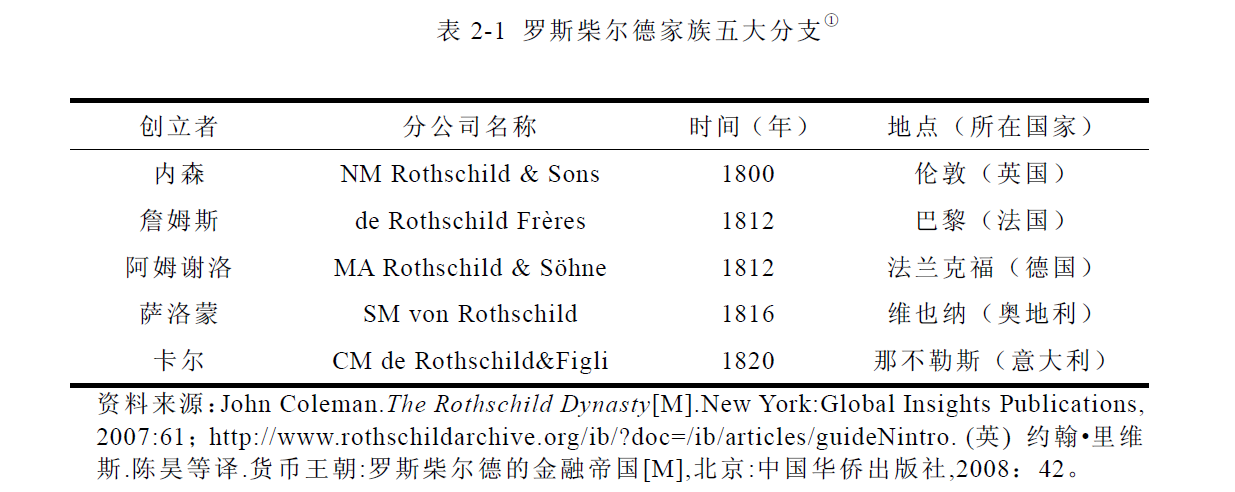 表 2-1 罗斯柴尔德家族五大分支①
创立者 分公司名称 时间（年） 地点（所在国家）
内森 NM Rothschild & Sons 1800 伦敦（英国）
詹姆斯 de Rothschild Frères 1812 巴黎（法国）
阿姆谢洛 MA Rothschild & Söhne 1812 法兰克福（德国）
萨洛蒙 SM von Rothschild 1816 维也纳（奥地利）
卡尔 CM de Rothschild&Figli 1820 那不勒斯（意大利）
资料来源:John Coleman.The Rothschild Dynasty[M].New York:Global Insights Publications,
2007:61；http://www.rothschildarchive.org/ib/?doc=/ib/articles/guideNintro. (英) 约翰•里维
斯.陈昊等译.货币王朝:罗斯柴尔德的金融帝国[M],北京:中国华侨出版社,2008：42。